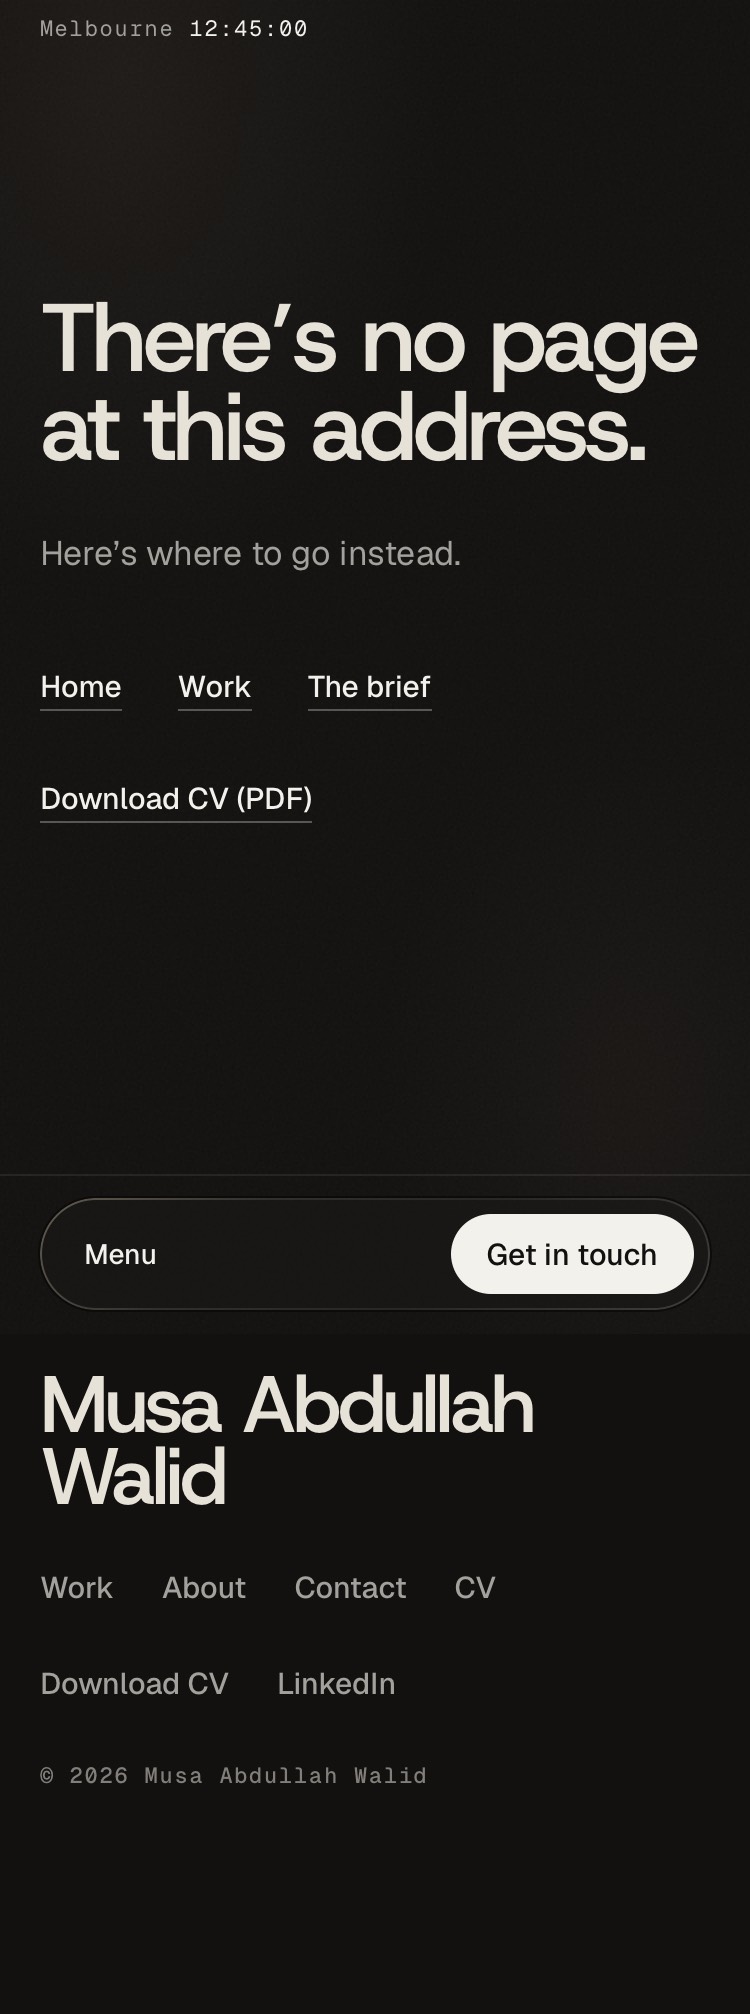 Melbourne 12:45:00
There’s no page
at this address.
Here’s where to go instead.
Home Work The brief
Download CV (PDF)
Menu Get in touch
Musa Abdullah
Walid
Work About Contact CV
Download CV LinkedIn
© 2026 Musa Abdullah Walid